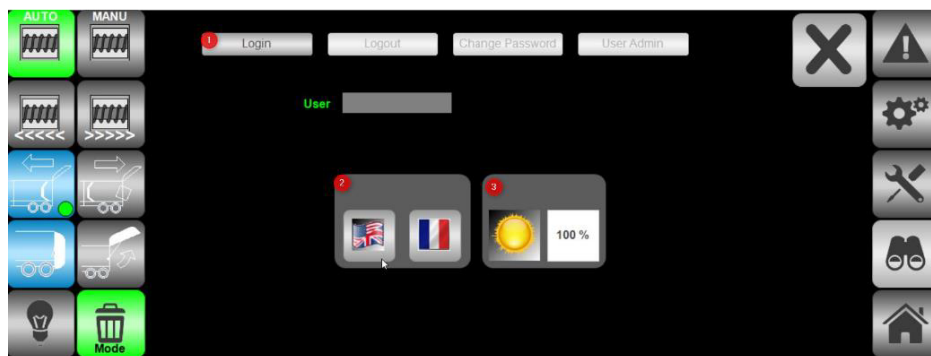 AUTO MANU
1 Login Logout Change Password User Admin
User
<<<<< >>>>>
2 3
100 %
Mode